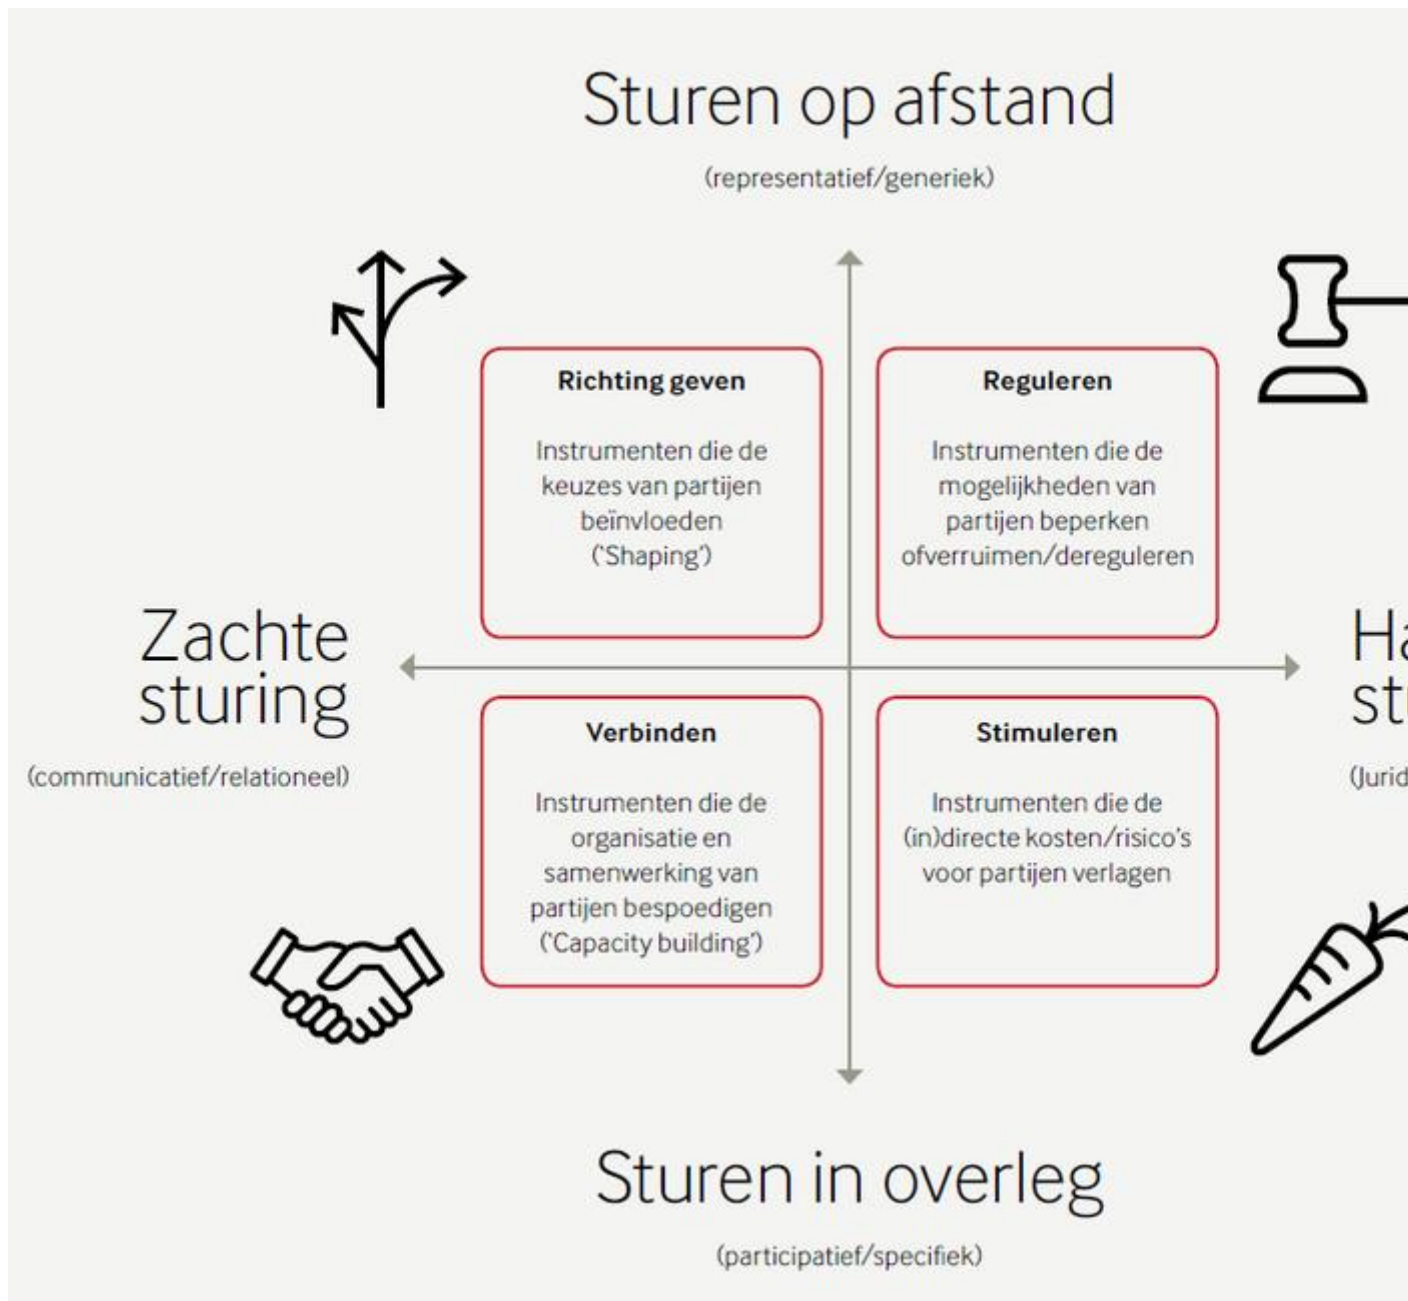 Sturen op afstand
(representatief/generiek)
Richting geven
Instrumenten die de
keuzes van partijen
beïnvloeden
(‘Shaping’)
Reguleren
Instrumenten die de
mogelijkheden van
partijen beperken
ofverruimen/dereguleren
Zachte
sturing
(communicatief/relationeel)
Verbinden
Instrumenten die de
organisatie en
samenwerking van
partijen bespoedigen
(‘Capacity building’)
Stimuleren
Instrumenten die de
(in)directe kosten/risico’s
voor partijen verlagen
Sturen in overleg
(participatief/specifiek)